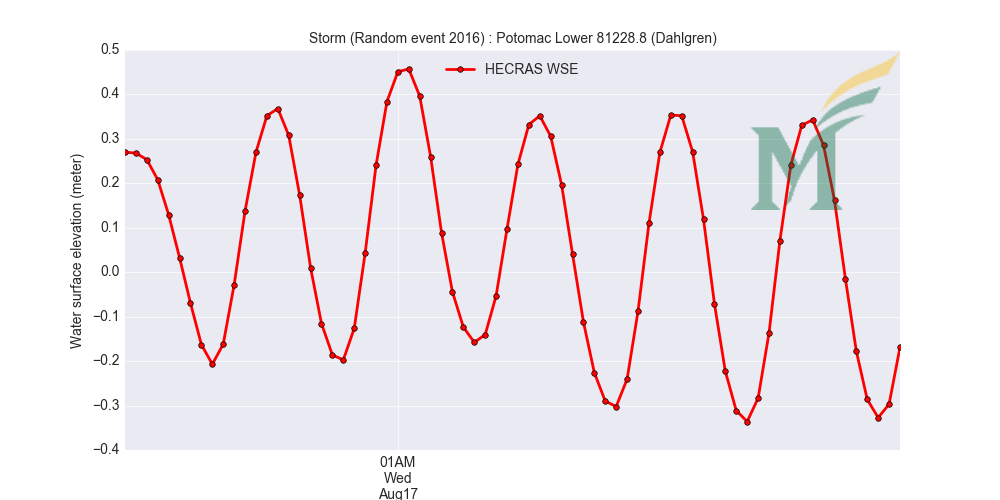 Storm (Random event 2016) : Potomac Lower 81228.8 (Dahlgren)
HECRAS WSE
Water surface elevation (meter)
0.5
0.4
0.3
0.2
0.1
0.0
−0.1
−0.2
−0.3
−0.4
01AM
Wed
Aug17
M